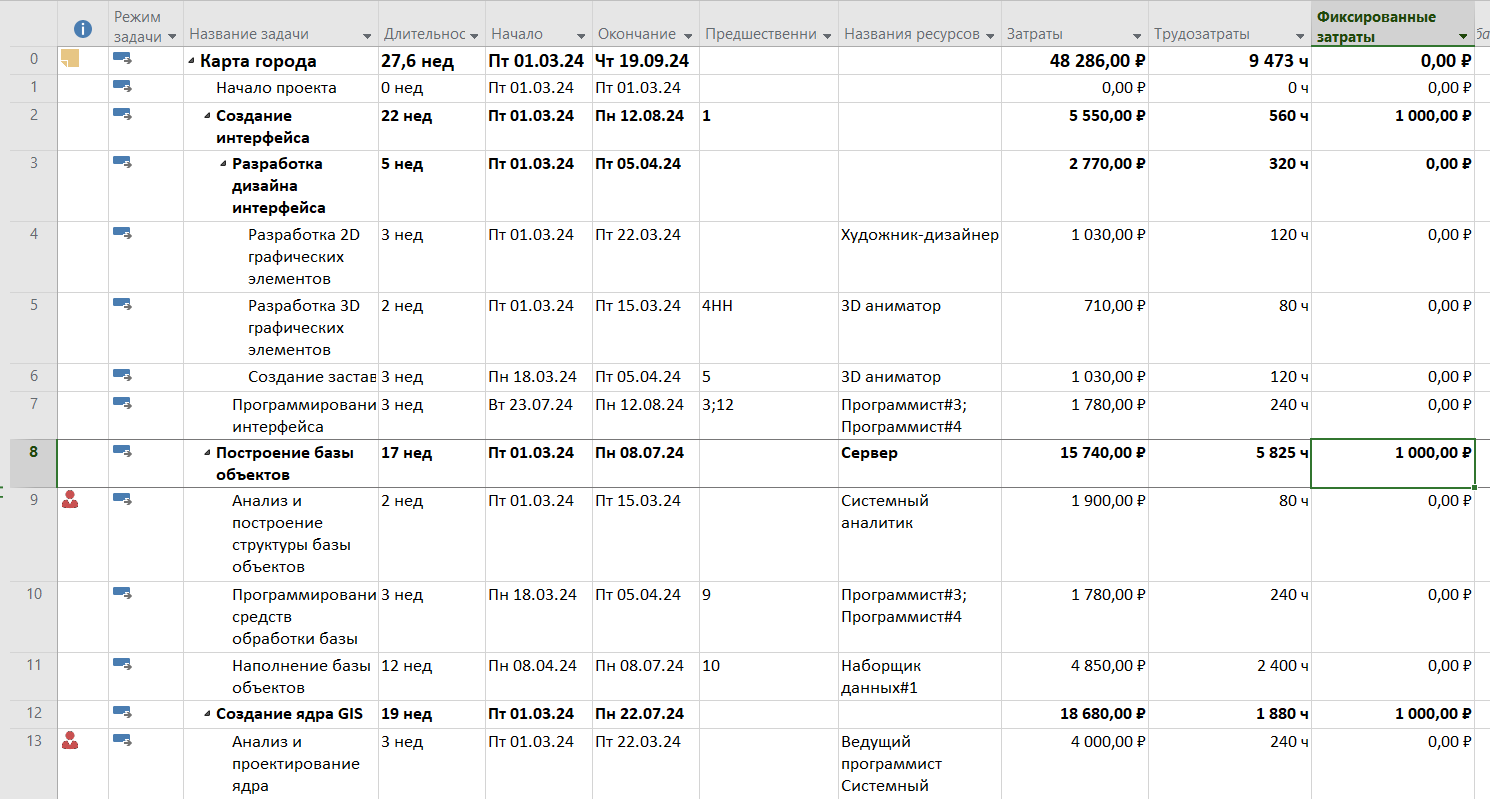 Режим задачи Название задачи Длительнос Начало Окончание Предшественни Названия ресурсов Затраты Трудозатраты Фиксированные затраты ба
0 Карта города 27,6 нед Пт 01.03.24 Чт 19.09.24 48 286,00 ₽ 9 473 ч 0,00 ₽
1 Начало проекта 0 нед Пт 01.03.24 Пт 01.03.24 0,00 ₽ 0 ч 0,00 ₽
2 Создание 22 нед Пт 01.03.24 Пн 12.08.24 1 5 550,00 ₽ 560 ч 1 000,00 ₽
интерфейса
3 Разработка 5 нед Пт 01.03.24 Пт 05.04.24 2 770,00 ₽ 320 ч 0,00 ₽
дизайна
интерфейса
4 Разработка 2D 3 нед Пт 01.03.24 Пт 22.03.24 Художник-дизайнер 1 030,00 ₽ 120 ч 0,00 ₽
графических
элементов
5 Разработка 3D 2 нед Пт 01.03.24 Пт 15.03.24 4НН 3D аниматор 710,00 ₽ 80 ч 0,00 ₽
графических
элементов
6 Создание застав 3 нед Пн 18.03.24 Пт 05.04.24 5 3D аниматор 1 030,00 ₽ 120 ч 0,00 ₽
7 Программировани 3 нед Вт 23.07.24 Пн 12.08.24 3;12 Программист#3; 1 780,00 ₽ 240 ч 0,00 ₽
интерфейса Программист#4
8 Построение базы 17 нед Пт 01.03.24 Пн 08.07.24 Сервер 15 740,00 ₽ 5 825 ч 1 000,00 ₽
объектов
9 Анализ и 2 нед Пт 01.03.24 Пт 15.03.24 Системный 1 900,00 ₽ 80 ч 0,00 ₽
построение аналитик
структуры базы
объектов
10 Программировани 3 нед Пн 18.03.24 Пт 05.04.24 9 Программист#3; 1 780,00 ₽ 240 ч 0,00 ₽
средств Программист#4
обработки базы
11 Наполнение базы 12 нед Пн 08.04.24 Пн 08.07.24 10 Наборщик 4 850,00 ₽ 2 400 ч 0,00 ₽
объектов данных#1
12 Создание ядра GIS 19 нед Пт 01.03.24 Пн 22.07.24 18 680,00 ₽ 1 880 ч 1 000,00 ₽
13 Анализ и 3 нед Пт 01.03.24 Пт 22.03.24 Ведущий 4 000,00 ₽ 240 ч 0,00 ₽
проектирование программист
ядра Системный